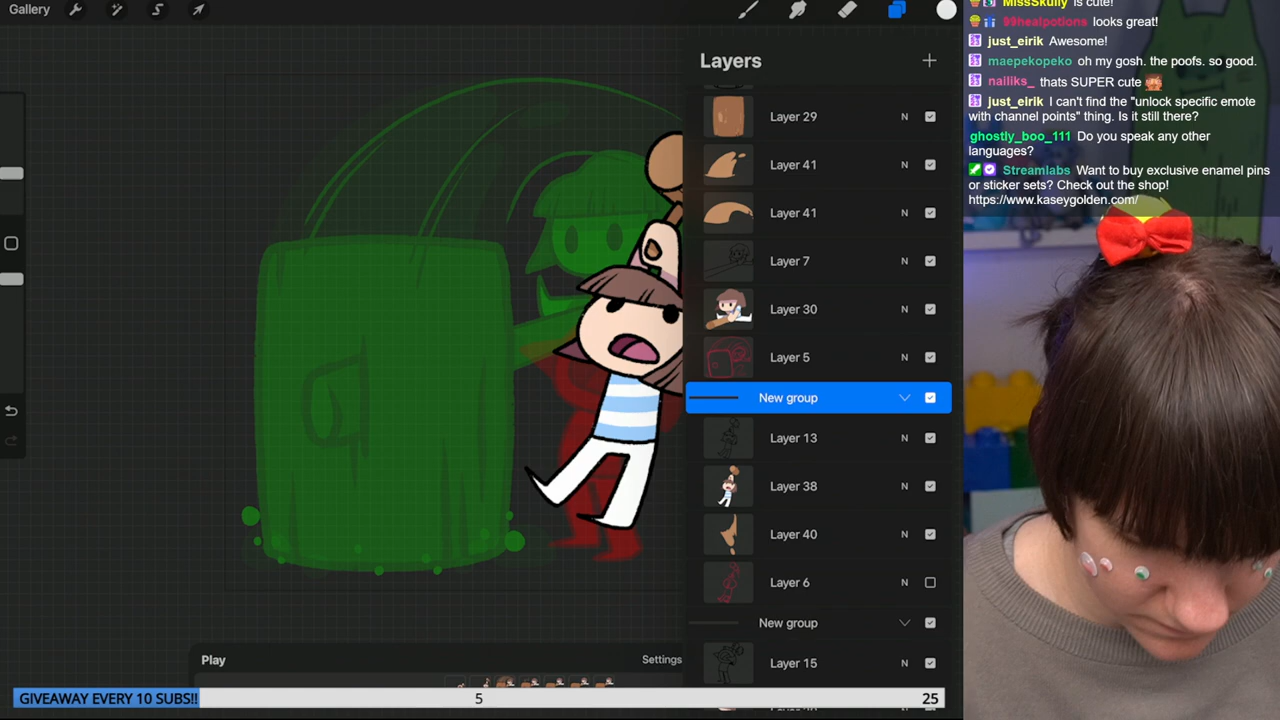 Gallery
Layers
Layer 29 N
Layer 41 N
Layer 41 N
Layer 7 N
Layer 30 N
Layer 5 N
New group
Layer 13 N
Layer 38 N
Layer 40 N
Layer 6 N
New group
Layer 15 N
Play
Settings
GIVEAWAY EVERY 10 SUBS!!
5
25
MissSkully is cute!
99healpotions looks great!
just_eirik Awesome!
maepekopeko oh my gosh. the poofs. so good.
nailiks_ thats SUPER cute
just_eirik I can't find the "unlock specific emote
with channel points" thing. Is it still there?
ghostly_boo_111 Do you speak any other
languages?
Streamlabs Want to buy exclusive enamel pins
or sticker sets? Check out the shop!
https://www.kaseygolden.com/